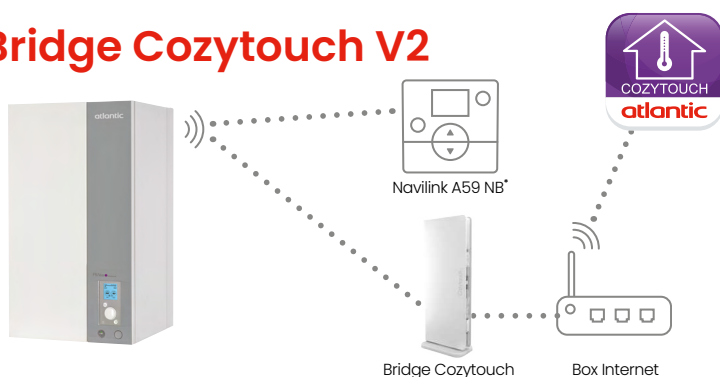 Bridge Cozytouch V2
COZYTOUCH
atlantic
atlantic
Navilink A59 NB*
Bridge Cozytouch
Box Internet